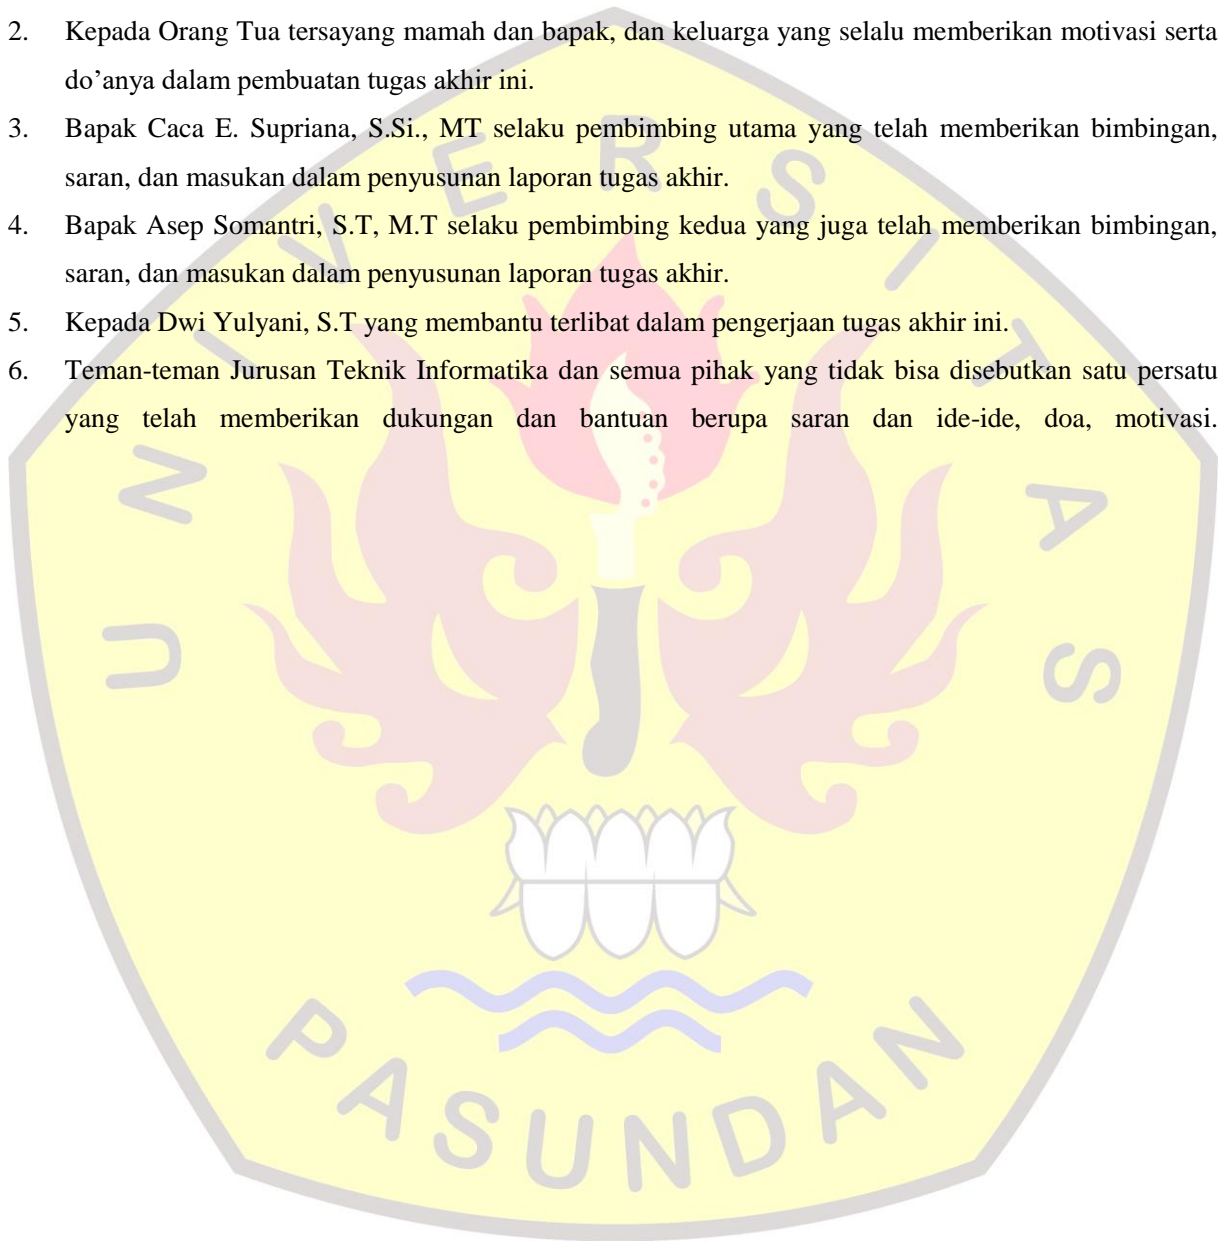 2. Kepada Orang Tua tersayang mamah dan bapak, dan keluarga yang selalu memberikan motivasi serta
do’anya dalam pembuatan tugas akhir ini.
3. Bapak Caca E. Supriana, S.Si., MT selaku pembimbing utama yang telah memberikan bimbingan,
saran, dan masukan dalam penyusunan laporan tugas akhir.
4. Bapak Asep Somantri, S.T, M.T selaku pembimbing kedua yang juga telah memberikan bimbingan,
saran, dan masukan dalam penyusunan laporan tugas akhir.
5. Kepada Dwi Yulyani, S.T yang membantu terlibat dalam pengerjaan tugas akhir ini.
6. Teman-teman Jurusan Teknik Informatika dan semua pihak yang tidak bisa disebutkan satu persatu
yang telah memberikan dukungan dan bantuan berupa saran dan ide-ide, doa, motivasi.
UNIVERSITAS
PASUNDAN